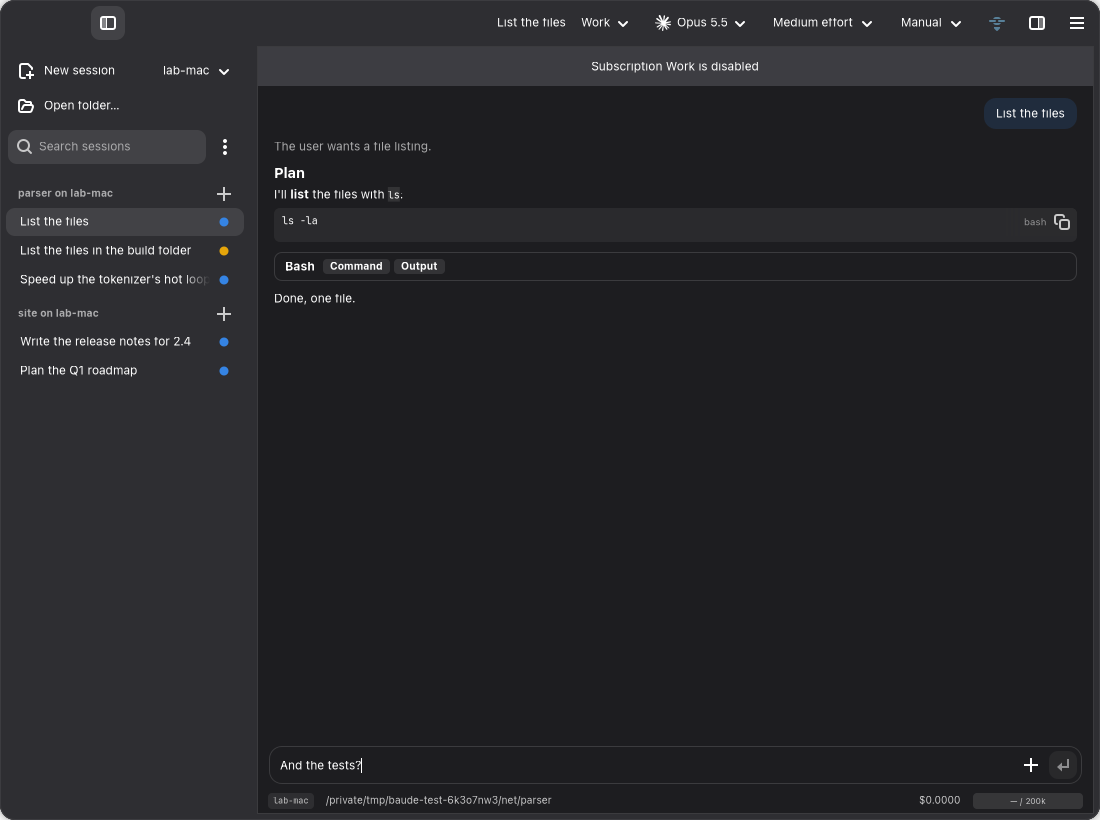 List the files
Work
Opus 5.5
Medium effort
Manual
New session
lab-mac
Open folder...
Search sessions
parser on lab-mac
List the files
List the files in the build folder
Speed up the tokenizer's hot loop
site on lab-mac
Write the release notes for 2.4
Plan the Q1 roadmap
Subscription Work is disabled
List the files
The user wants a file listing.
Plan
I'll list the files with ls.
ls -la
bash
Bash Command Output
Done, one file.
And the tests?
lab-mac /private/tmp/baude-test-6k3o7nw3/net/parser
$0.0000
— / 200k